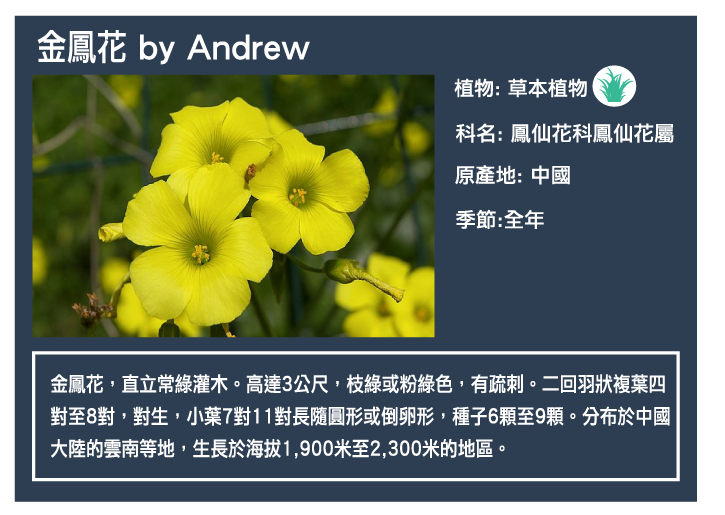 金鳳花 by Andrew
植物: 草本植物
科名: 鳳仙花科鳳仙花屬
原產地: 中國
季節:全年
金鳳花，直立常綠灌木。高達3公尺，枝綠或粉綠色，有疏刺。二回羽狀複葉四
對至8對，對生，小葉7對11對長隨圓形或倒卵形，種子6顆至9顆。分布於中國
大陸的雲南等地，生長於海拔1,900米至2,300米的地區。